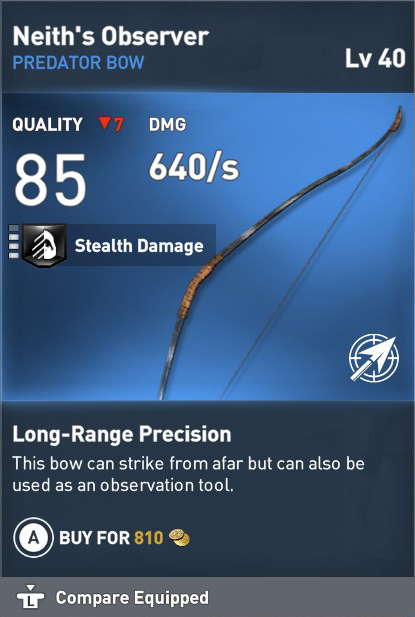 Neith's Observer
PREDATOR BOW
Lv 40
QUALITY ▼7 DMG
85 640/s
Stealth Damage
Long-Range Precision
This bow can strike from afar but can also be
used as an observation tool.
A BUY FOR 810
L Compare Equipped